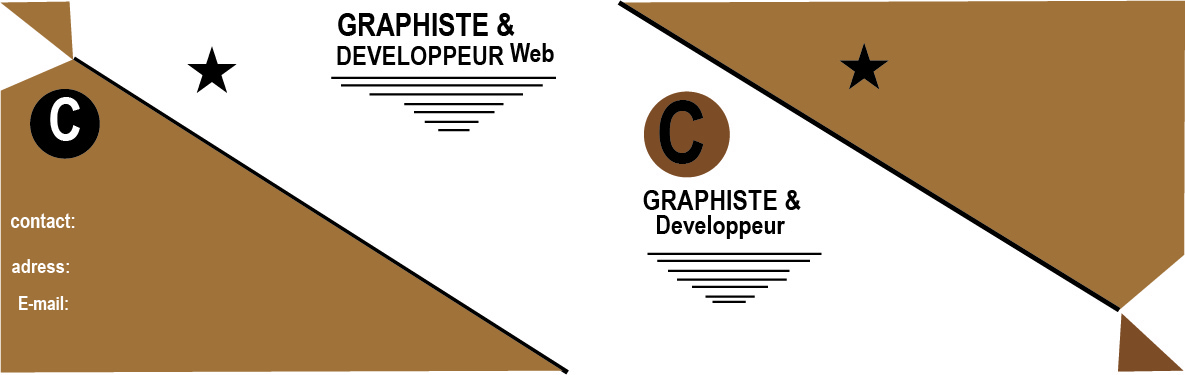 GRAPHISTE &
DEVELOPPEUR Web
C
contact:
adress:
E-mail:
C
GRAPHISTE &
Developpeur